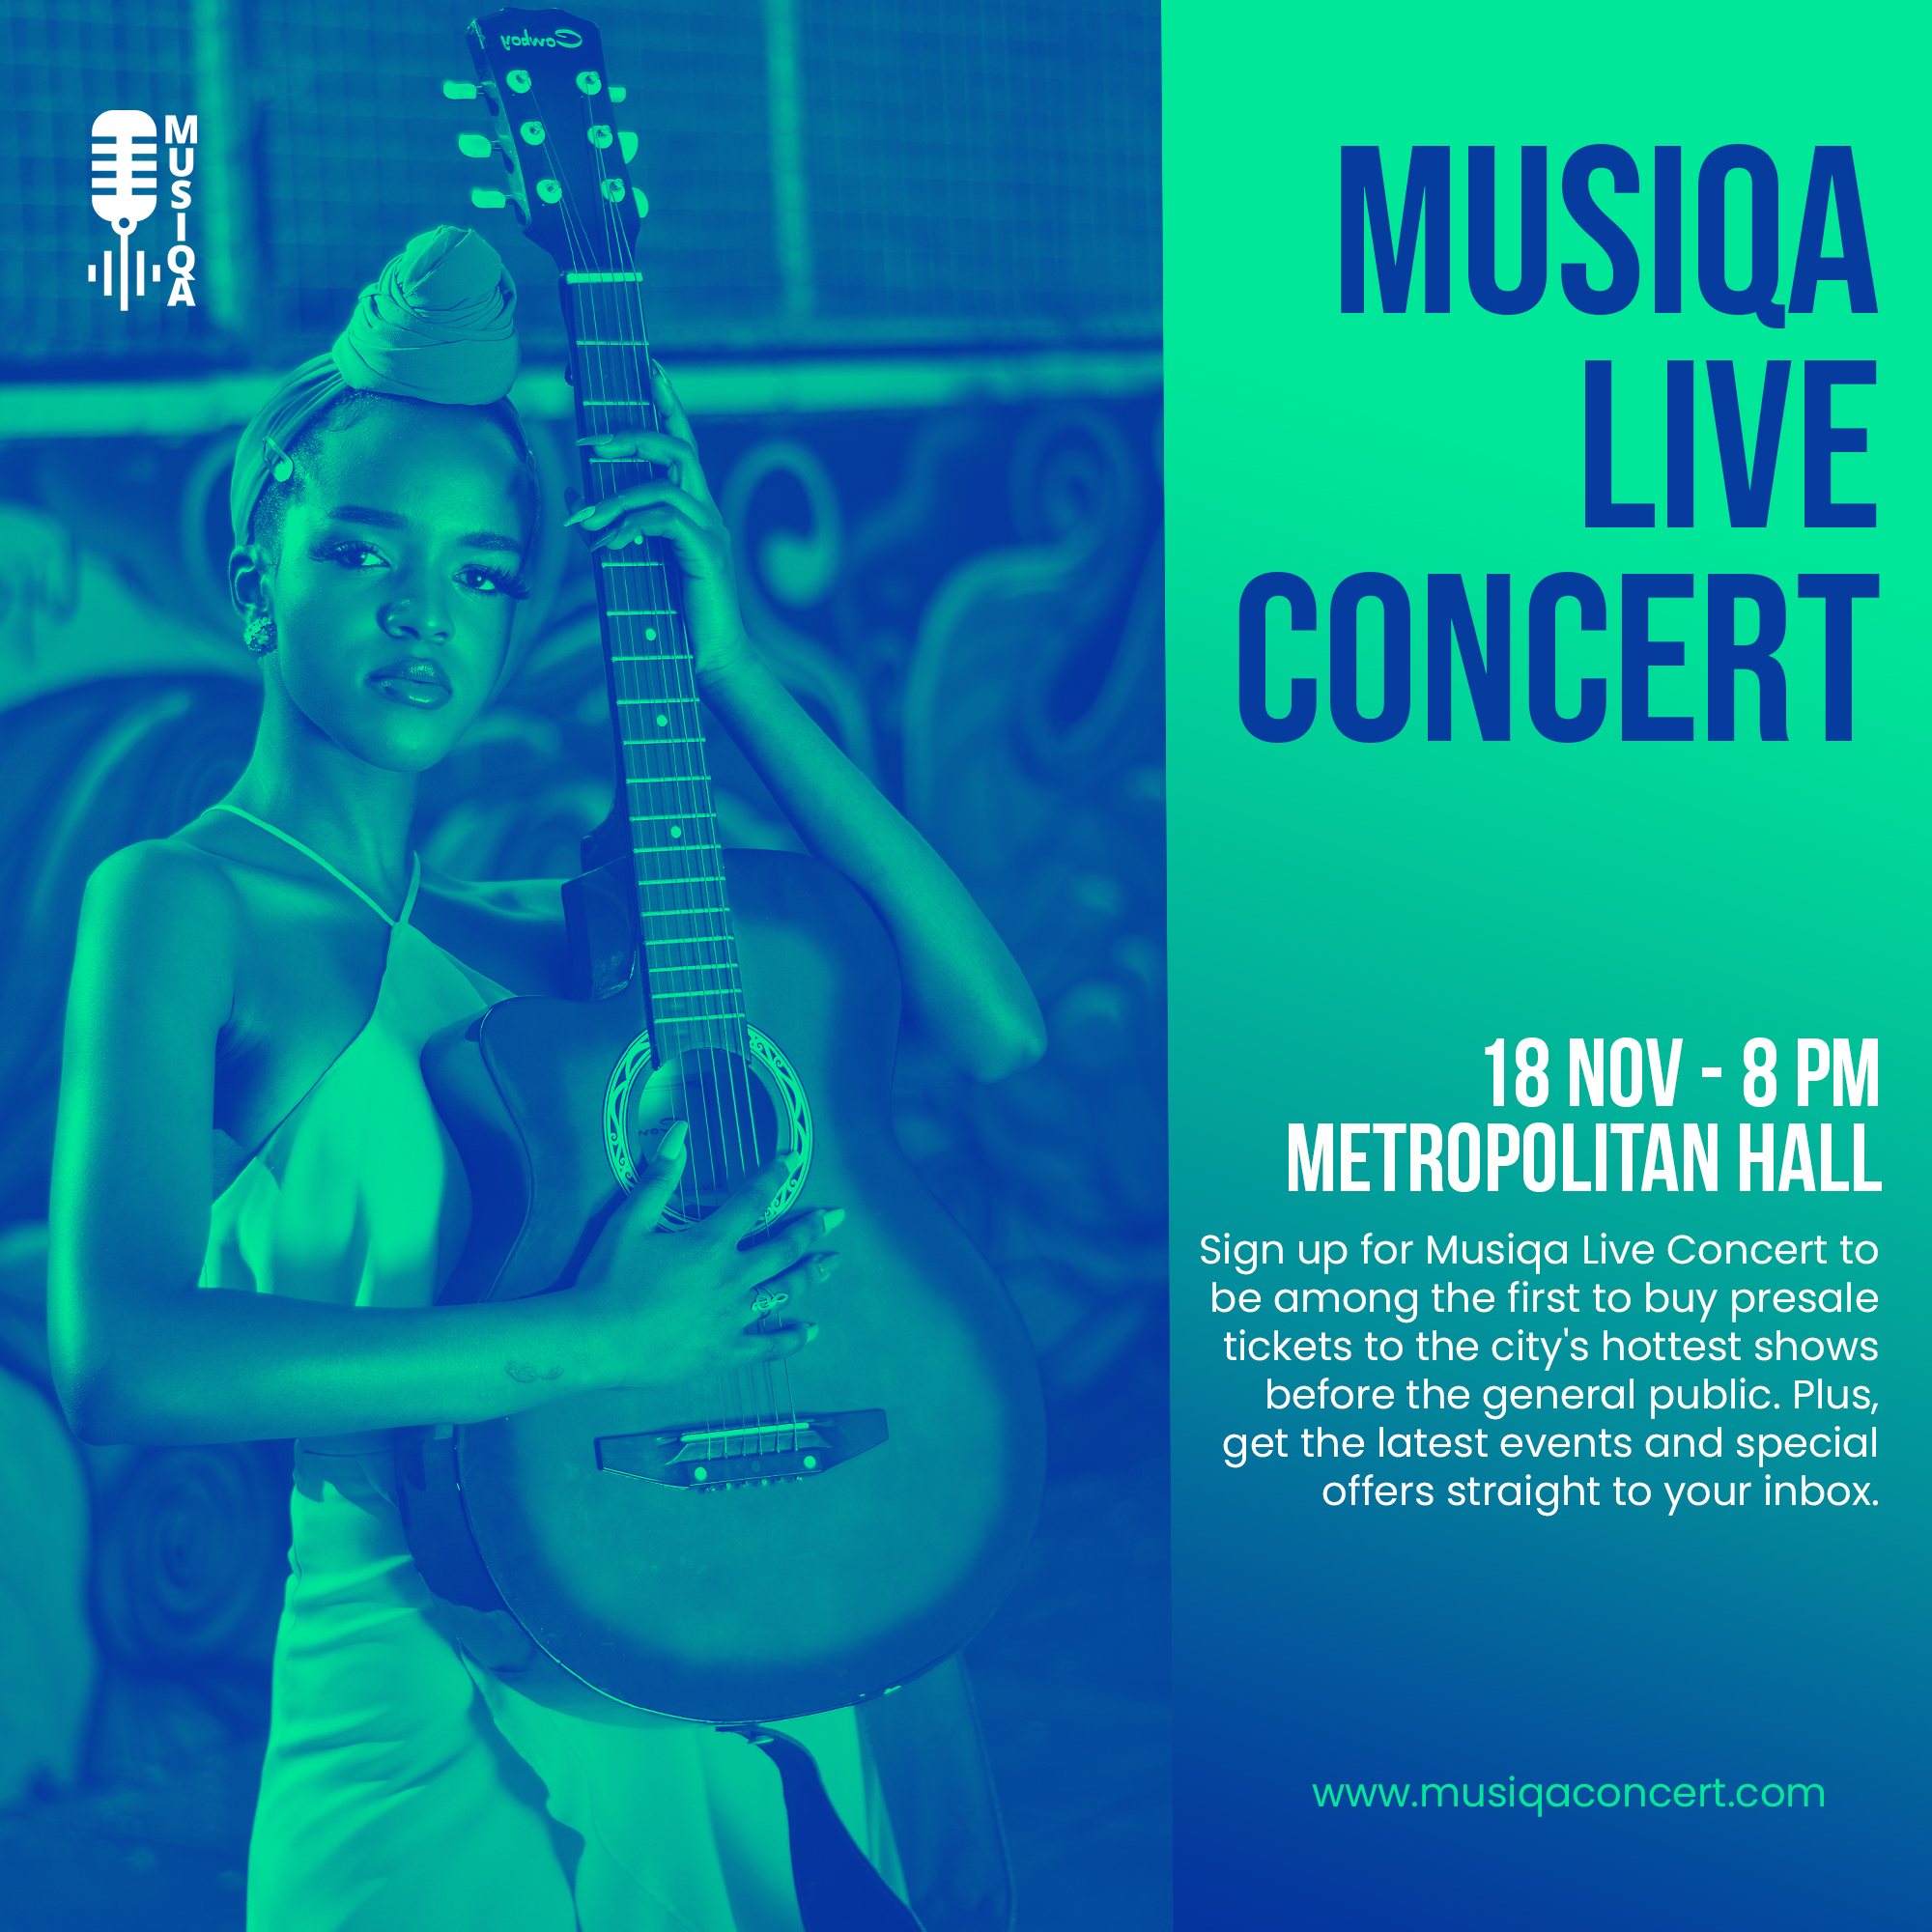 Cowboy
MUSIQA
MUSIQA
LIVE
CONCERT
18 NOV - 8 PM
METROPOLITAN HALL
Sign up for Musiqa Live Concert to
be among the first to buy presale
tickets to the city's hottest shows
before the general public. Plus,
get the latest events and special
offers straight to your inbox.
www.musiqaconcert.com